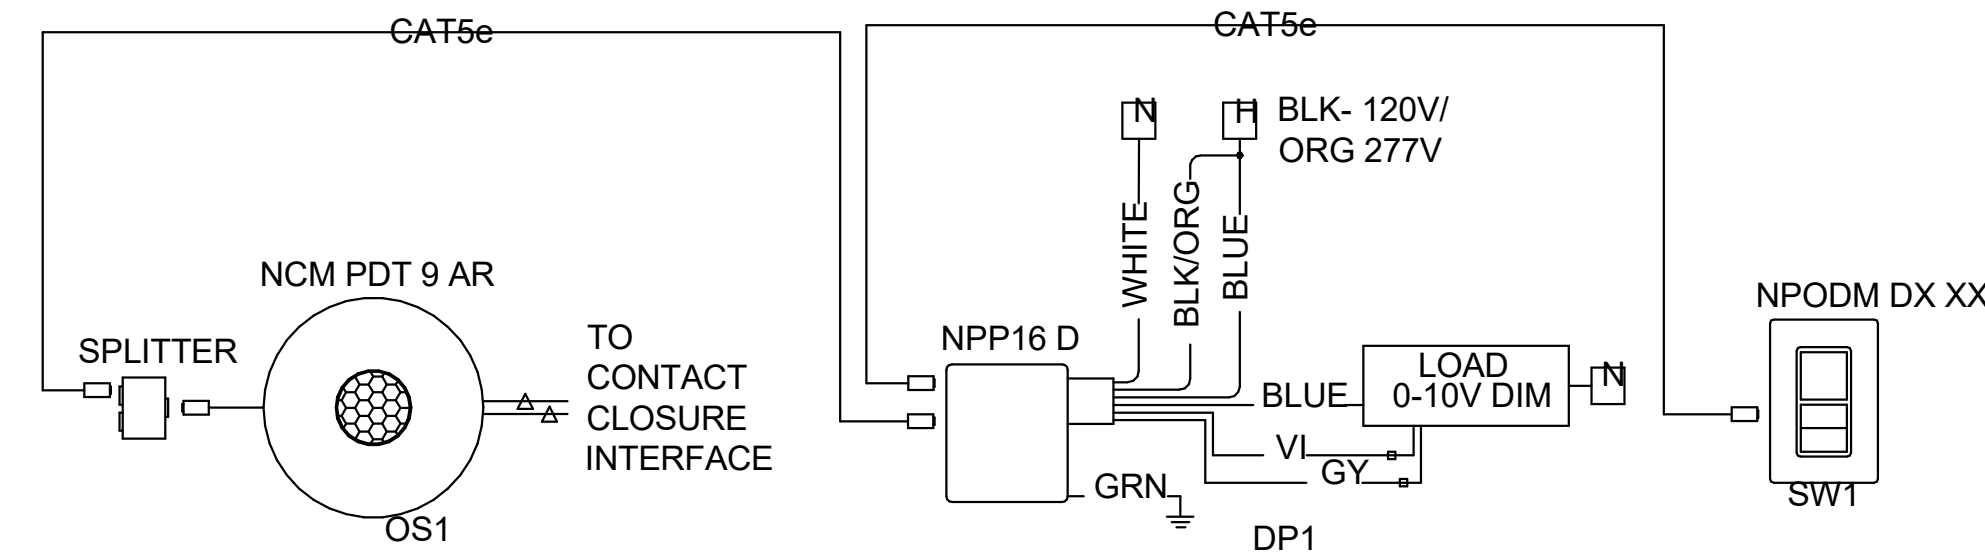 CAT5e
CAT5e
N
H
BLK- 120V/
ORG 277V
WHITE
BLK/ORG
BLUE
NCM PDT 9 AR
SPLITTER
TO
CONTACT
CLOSURE
INTERFACE
OS1
NPP16 D
BLUE
LOAD
0-10V DIM
N
VI
GY
GRN
DP1
NPODM DX XX
SW1